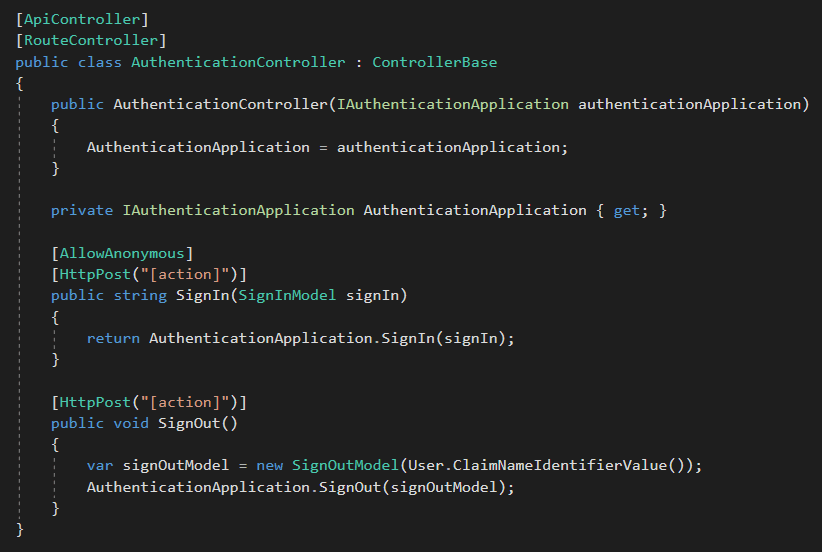 [ApiController]
[RouteController]
public class AuthenticationController : ControllerBase
{
    public AuthenticationController(IAuthenticationApplication authenticationApplication)
    {
        AuthenticationApplication = authenticationApplication;
    }

    private IAuthenticationApplication AuthenticationApplication { get; }

    [AllowAnonymous]
    [HttpPost("[action]")]
    public string SignIn(SignInModel signIn)
    {
        return AuthenticationApplication.SignIn(signIn);
    }

    [HttpPost("[action]")]
    public void SignOut()
    {
        var signOutModel = new SignOutModel(User.ClaimNameIdentifierValue());
        AuthenticationApplication.SignOut(signOutModel);
    }
}